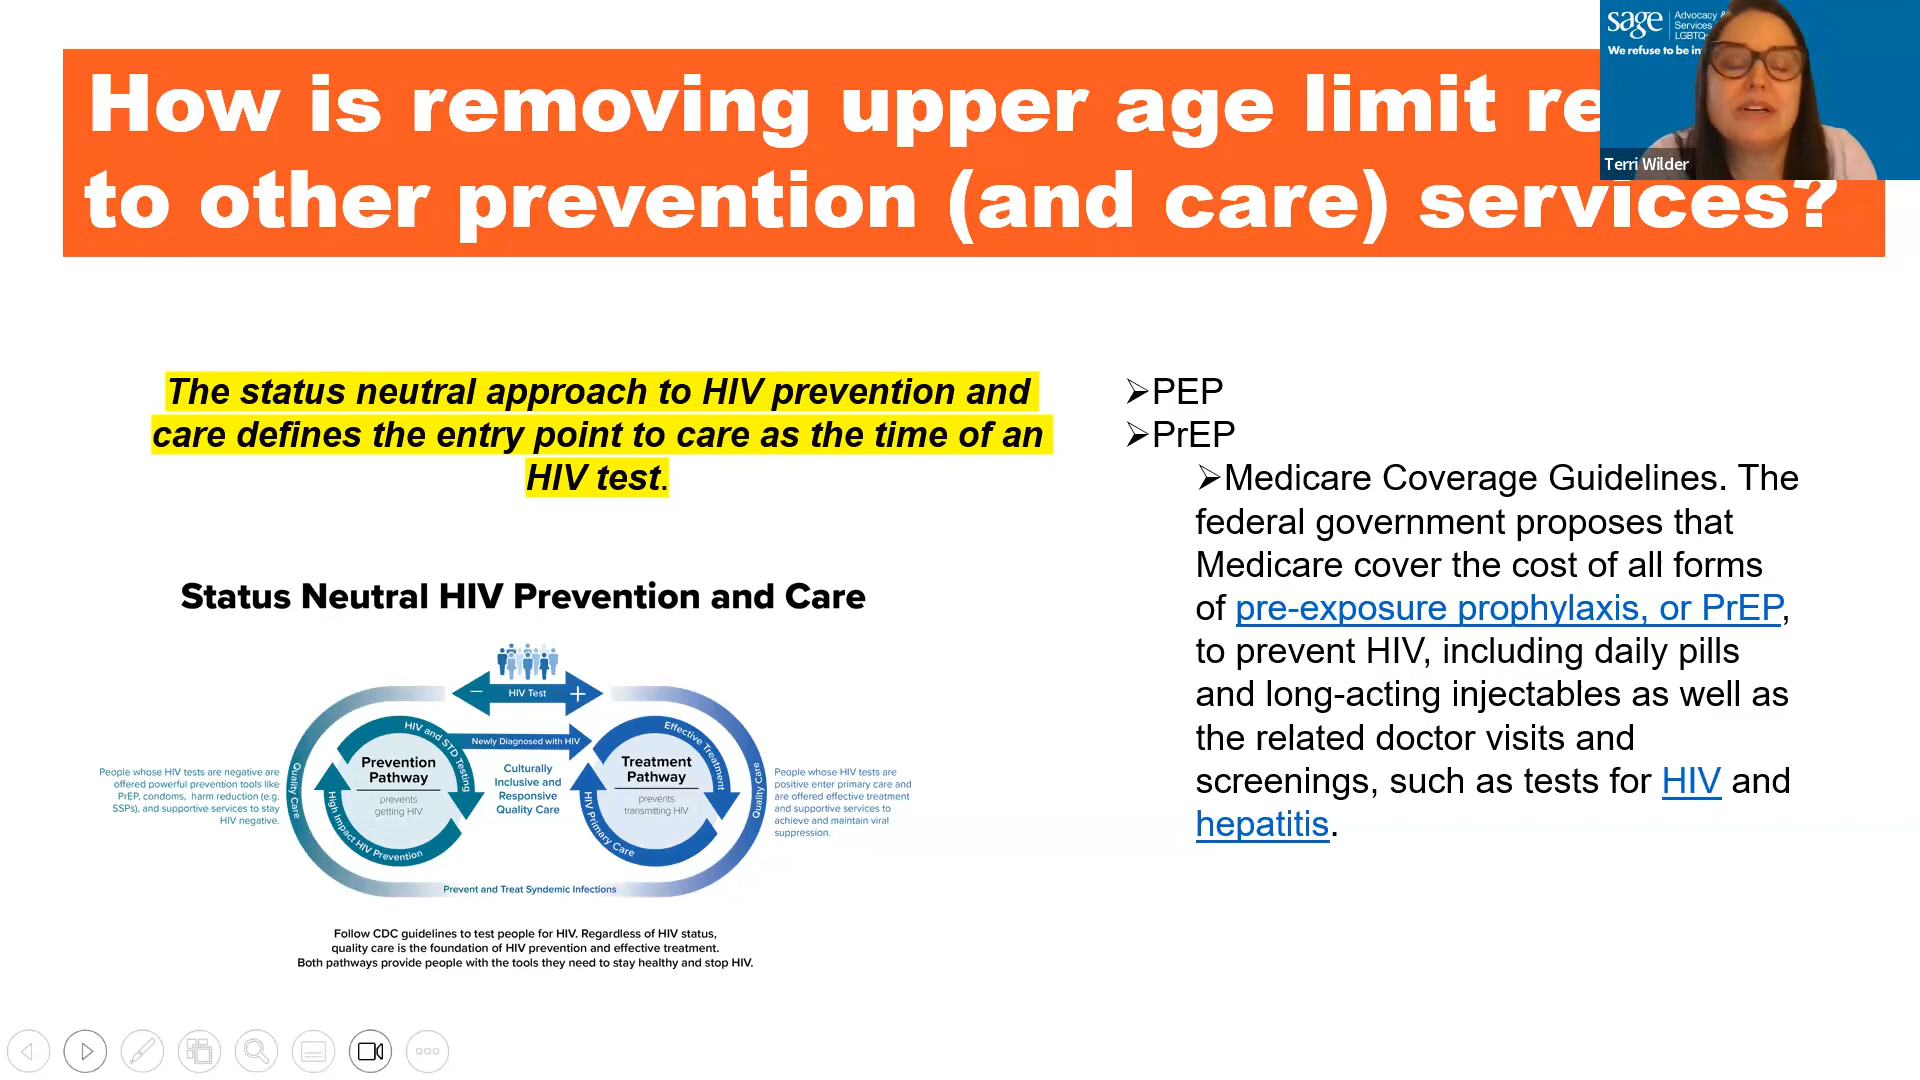 How is removing upper age limit re
to other prevention (and care) services?
sage
Advocacy &
Services
LGBTQ+
We refuse to be in
Terri Wilder
The status neutral approach to HIV prevention and
care defines the entry point to care as the time of an
HIV test.
➢PEP
➢PrEP
➢Medicare Coverage Guidelines. The
federal government proposes that
Medicare cover the cost of all forms
of pre-exposure prophylaxis, or PrEP,
to prevent HIV, including daily pills
and long-acting injectables as well as
the related doctor visits and
screenings, such as tests for HIV and
hepatitis.
Status Neutral HIV Prevention and Care
HIV Test
Newly Diagnosed with HIV
HIV and STD Testing
High Impact HIV Prevention
Prevention
Pathway
prevents
getting HIV
Culturally
Inclusive and
Responsive
Quality Care
Effective Treatment
HIV Primary Care
Treatment
Pathway
prevents
transmitting HIV
Quality Care
Quality Care
People whose HIV tests are negative are
offered powerful prevention tools like
PrEP, condoms, harm reduction (e.g.
SSPs), and supportive services to stay
HIV negative.
People whose HIV tests are
positive enter primary care and
are offered effective treatment
and supportive services to
achieve and maintain viral
suppression.
Prevent and Treat Syndemic Infections
Follow CDC guidelines to test people for HIV. Regardless of HIV status,
quality care is the foundation of HIV prevention and effective treatment.
Both pathways provide people with the tools they need to stay healthy and stop HIV.